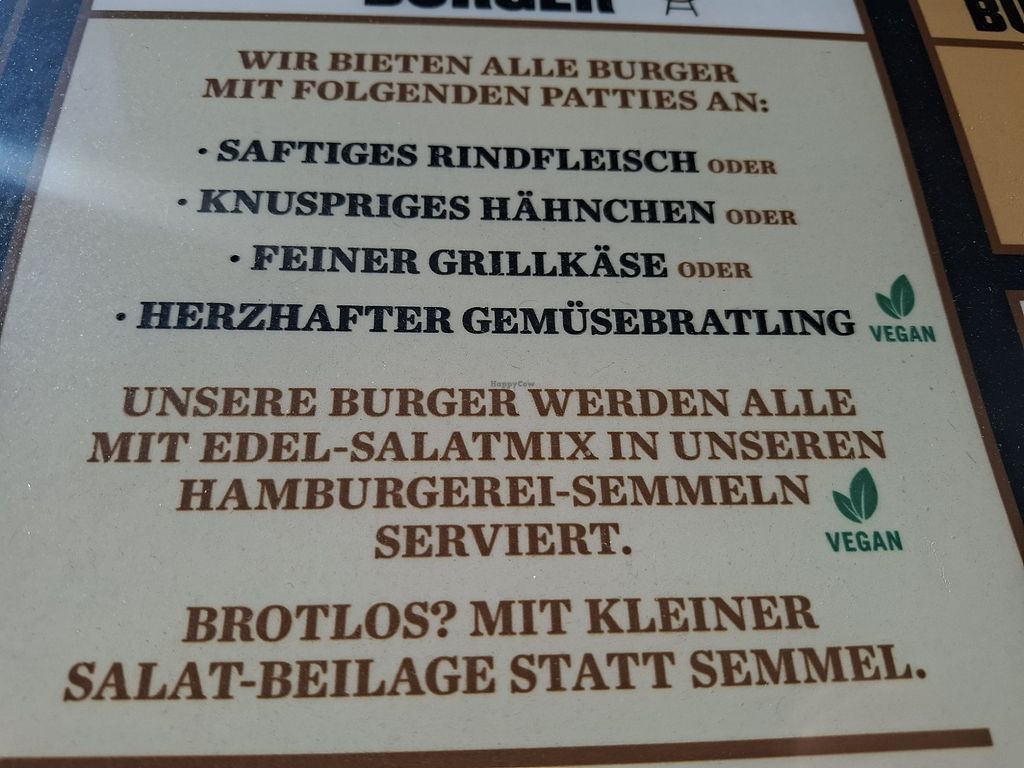 BURGER
WIR BIETEN ALLE BURGER
MIT FOLGENDEN PATTIES AN:
· SAFTIGES RINDFLEISCH ODER
· KNUSPRIGES HÄHNCHEN ODER
· FEINER GRILLKÄSE ODER
· HERZHAFTER GEMÜSEBRATLING VEGAN
HappyCow
UNSERE BURGER WERDEN ALLE
MIT EDEL-SALATMIX IN UNSEREN
HAMBURGEREI-SEMMELN
SERVIERT. VEGAN
BROTLOS? MIT KLEINER
SALAT-BEILAGE STATT SEMMEL.